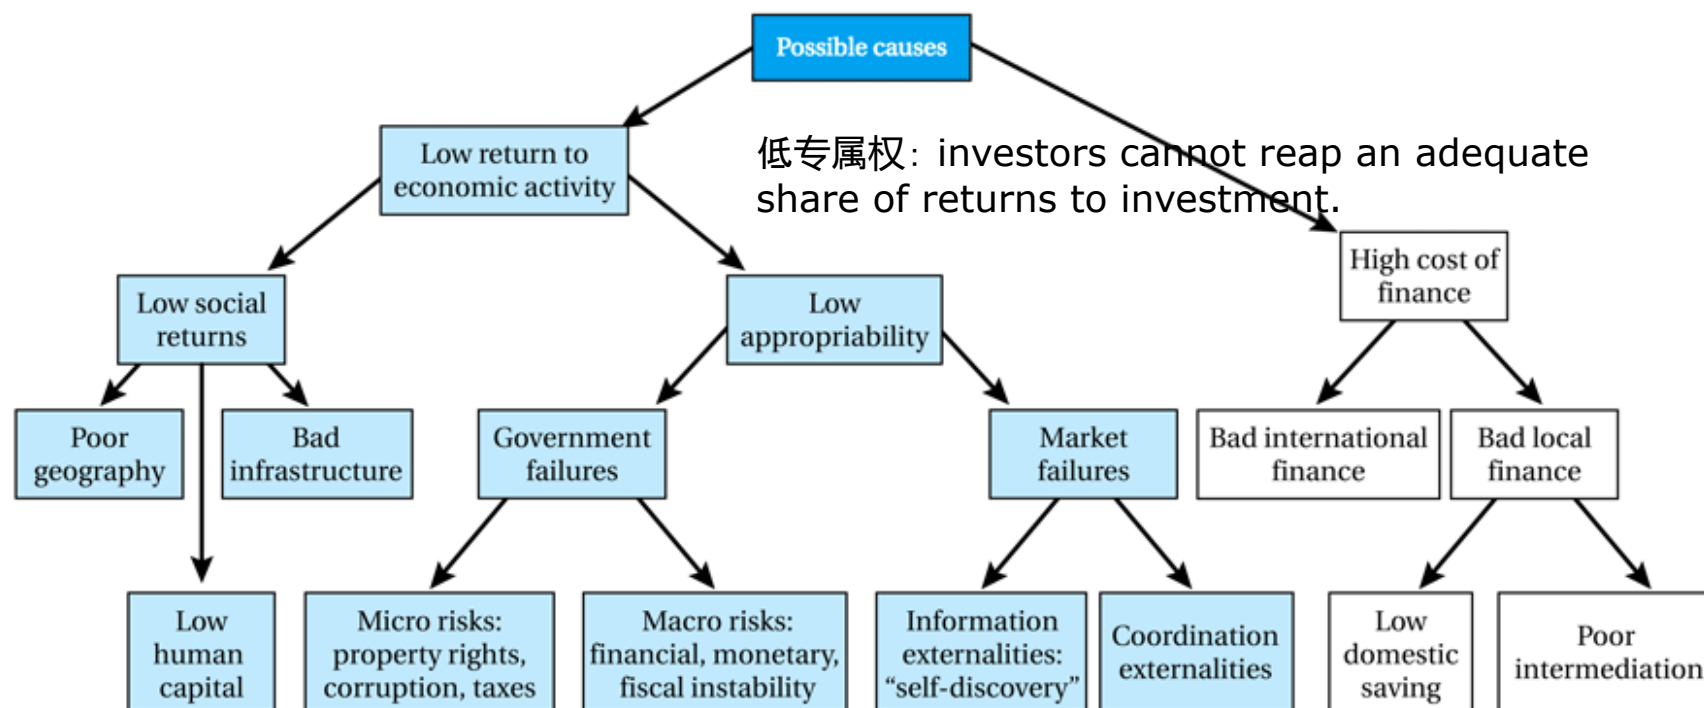 Possible causes
Low return to
economic activity
低专属权: investors cannot reap an adequate
share of returns to investment.
High cost of
finance
Low social
returns
Low
appropriability
Poor
geography
Bad
infrastructure
Government
failures
Market
failures
Bad international
finance
Bad local
finance
Low
human
capital
Micro risks:
property rights,
corruption, taxes
Macro risks:
financial, monetary,
fiscal instability
Information
externalities:
“self-discovery”
Coordination
externalities
Low
domestic
saving
Poor
intermediation